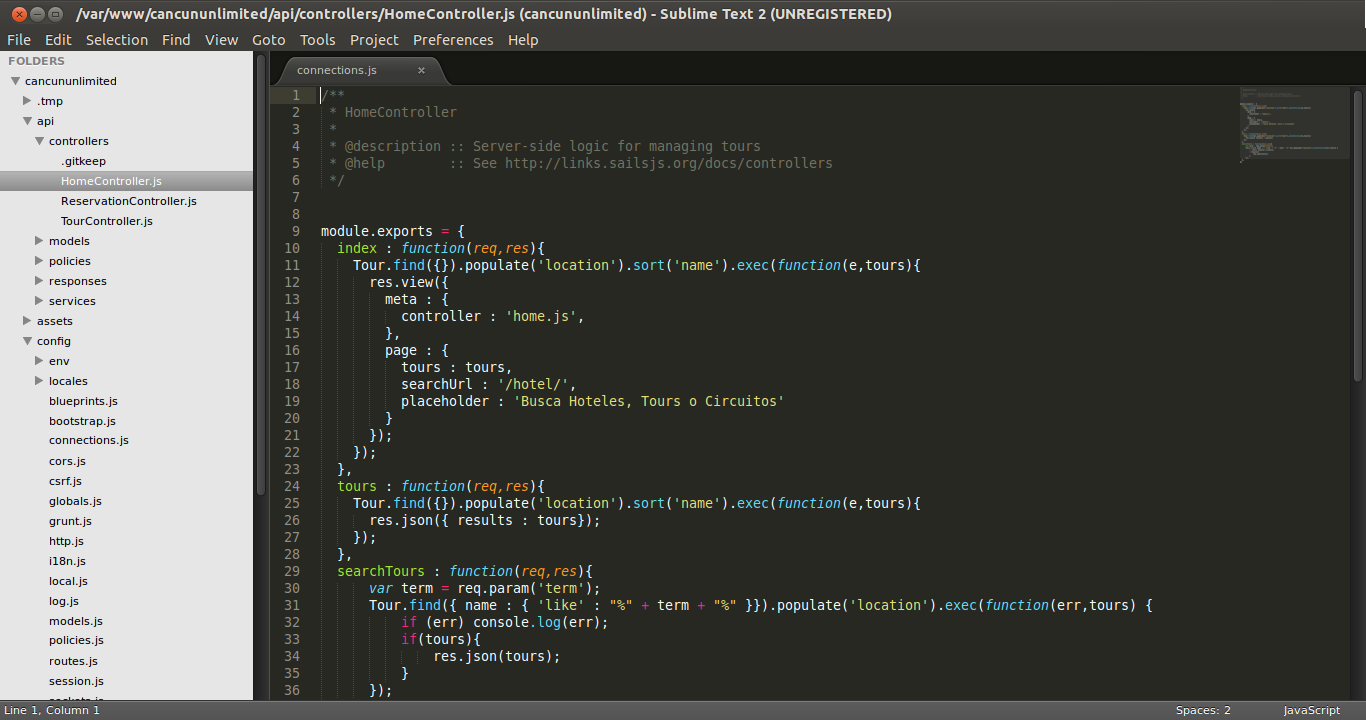 /var/www/cancununlimited/api/controllers/HomeController.js (cancununlimited) - Sublime Text 2 (UNREGISTERED)
File Edit Selection Find View Goto Tools Project Preferences Help
FOLDERS
cancununlimited
.tmp
api
controllers
.gitkeep
HomeController.js
ReservationController.js
TourController.js
models
policies
responses
services
assets
config
env
locales
blueprints.js
bootstrap.js
connections.js
cors.js
csrf.js
globals.js
grunt.js
http.js
i18n.js
local.js
log.js
models.js
policies.js
routes.js
session.js
connections.js ×
1 /**
2  * HomeController
3  *
4  * @description :: Server-side logic for managing tours
5  * @help        :: See http://links.sailsjs.org/docs/controllers
6  */
7
8
9 module.exports = {
10   index : function(req,res){
11     Tour.find({}).populate('location').sort('name').exec(function(e,tours){
12       res.view({
13         meta : {
14           controller : 'home.js',
15         },
16         page : {
17           tours : tours,
18           searchUrl : '/hotel/',
19           placeholder : 'Busca Hoteles, Tours o Circuitos'
20         }
21       });
22     });
23   },
24   tours : function(req,res){
25     Tour.find({}).populate('location').sort('name').exec(function(e,tours){
26       res.json({ results : tours});
27     });
28   },
29   searchTours : function(req,res){
30       var term = req.param('term');
31       Tour.find({ name : { 'like' : "%" + term + "%" }}).populate('location').exec(function(err,tours) {
32           if (err) console.log(err);
33           if(tours){
34               res.json(tours);
35           }
36       });
Line 1, Column 1
Spaces: 2
JavaScript